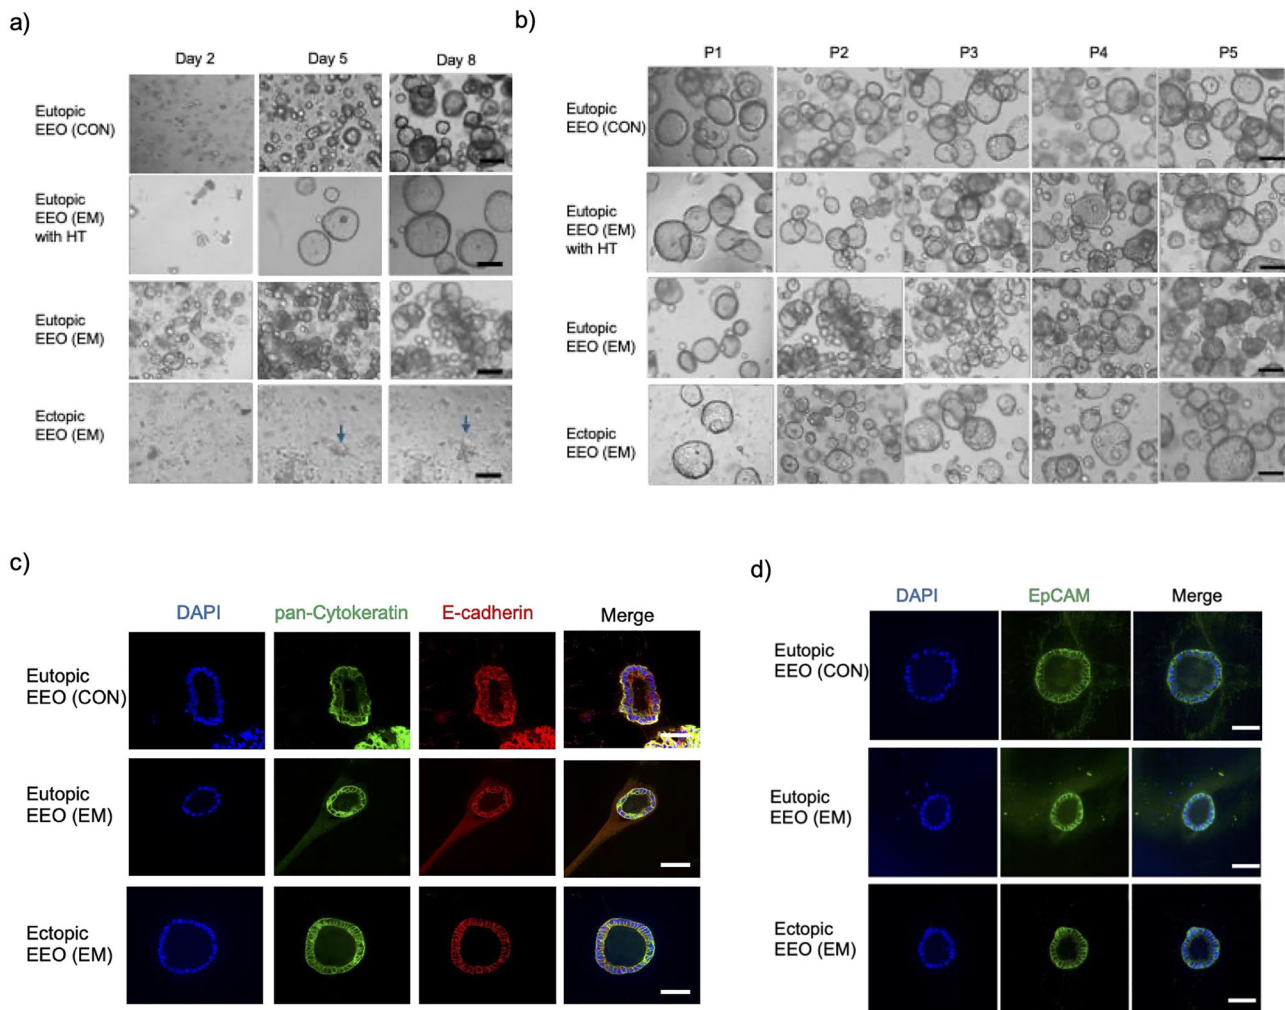 a)
Day 2 Day 5 Day 8
Eutopic
EEO (CON)
Eutopic
EEO (EM)
with HT
Eutopic
EEO (EM)
Ectopic
EEO (EM)
b)
P1 P2 P3 P4 P5
Eutopic
EEO (CON)
Eutopic
EEO (EM)
with HT
Eutopic
EEO (EM)
Ectopic
EEO (EM)
c)
DAPI pan-Cytokeratin E-cadherin Merge
Eutopic
EEO (CON)
Eutopic
EEO (EM)
Ectopic
EEO (EM)
d)
DAPI EpCAM Merge
Eutopic
EEO (CON)
Eutopic
EEO (EM)
Ectopic
EEO (EM)